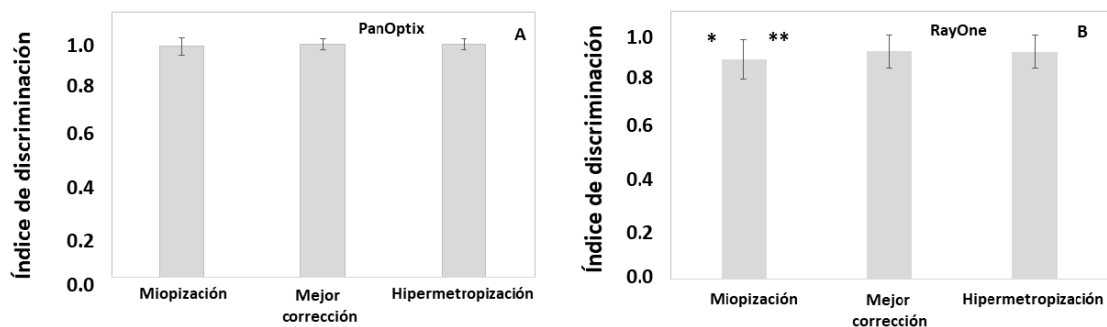 PanOptix
A
Índice de discriminación
1.0
0.8
0.6
0.4
0.2
0.0
Miopización
Mejor
corrección
Hipermetropización
RayOne
B
Índice de discriminación
1.0
0.8
0.6
0.4
0.2
0.0
* **
Miopización
Mejor
corrección
Hipermetropización